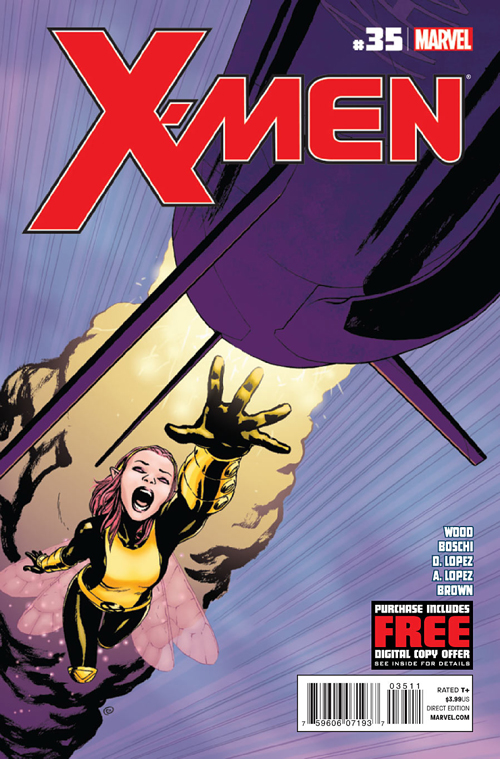 #35 MARVEL
X-MEN®
WOOD
BOSCHI
D. LOPEZ
A. LOPEZ
BROWN
PURCHASE INCLUDES
FREE
DIGITAL COPY OFFER
SEE INSIDE FOR DETAILS
03511
7 59606 07193 7
RATED T+
$3.99US
DIRECT EDITION
MARVEL.COM